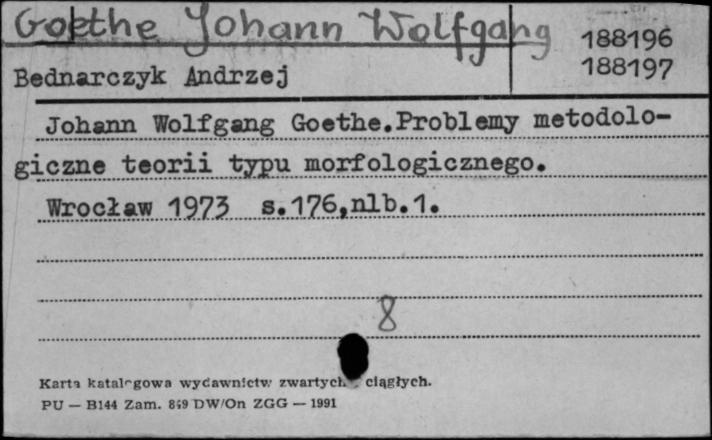 Goethe Johann Wolfgang
188196
188197
Bednarczyk Andrzej
Johann Wolfgang Goethe.Problemy metodolo-
giczne teorii typu morfologicznego.
Wrocław 1973 s.176,nlb.1.
8
Karta katalogowa wydawnictw zwartych ciągłych.
PU — B144 Zam. 849 DW/On ZGG — 1991